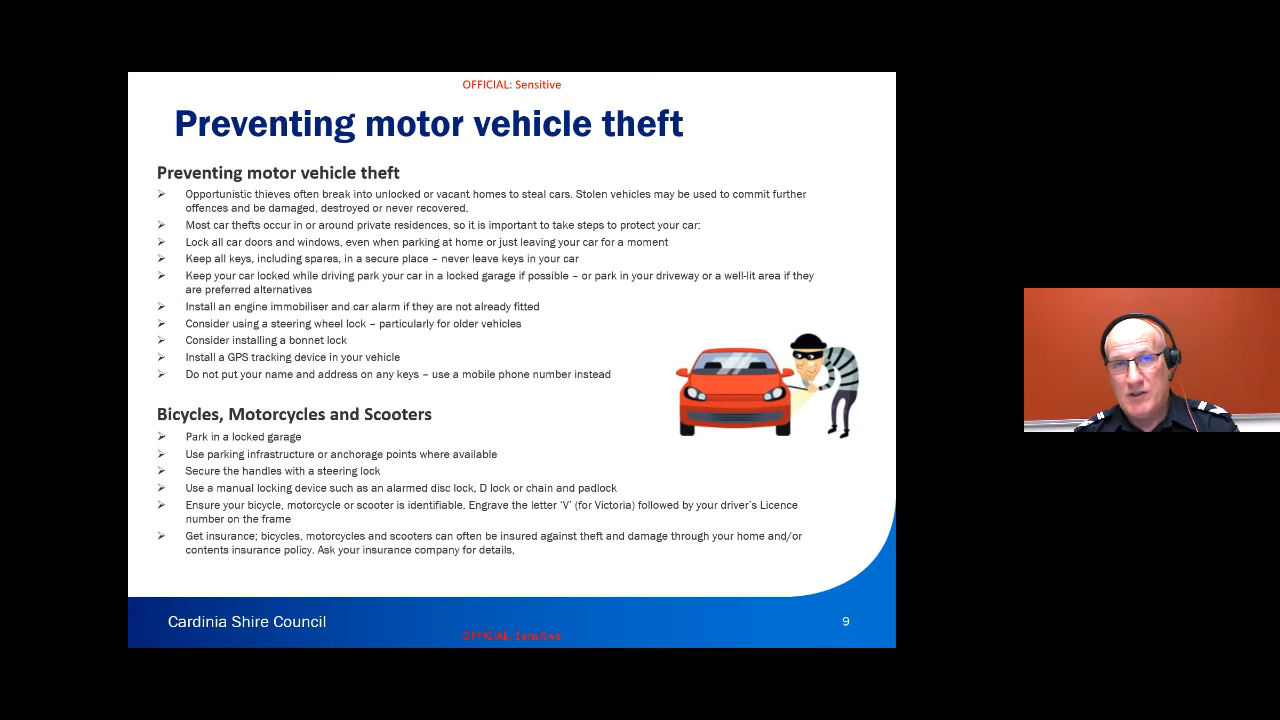 OFFICIAL: Sensitive
Preventing motor vehicle theft
Preventing motor vehicle theft
➢ Opportunistic thieves often break into unlocked or vacant homes to steal cars. Stolen vehicles may be used to commit further
offences and be damaged, destroyed or never recovered.
➢ Most car thefts occur in or around private residences, so it is important to take steps to protect your car:
➢ Lock all car doors and windows, even when parking at home or just leaving your car for a moment
➢ Keep all keys, including spares, in a secure place – never leave keys in your car
➢ Keep your car locked while driving park your car in a locked garage if possible – or park in your driveway or a well-lit area if they
are preferred alternatives
➢ Install an engine immobiliser and car alarm if they are not already fitted
➢ Consider using a steering wheel lock – particularly for older vehicles
➢ Consider installing a bonnet lock
➢ Install a GPS tracking device in your vehicle
➢ Do not put your name and address on any keys – use a mobile phone number instead
Bicycles, Motorcycles and Scooters
➢ Park in a locked garage
➢ Use parking infrastructure or anchorage points where available
➢ Secure the handles with a steering lock
➢ Use a manual locking device such as an alarmed disc lock, D lock or chain and padlock
➢ Ensure your bicycle, motorcycle or scooter is identifiable. Engrave the letter ‘V’ (for Victoria) followed by your driver’s Licence
number on the frame
➢ Get insurance; bicycles, motorcycles and scooters can often be insured against theft and damage through your home and/or
contents insurance policy. Ask your insurance company for details,
Cardinia Shire Council
9
OFFICIAL: Sensitive